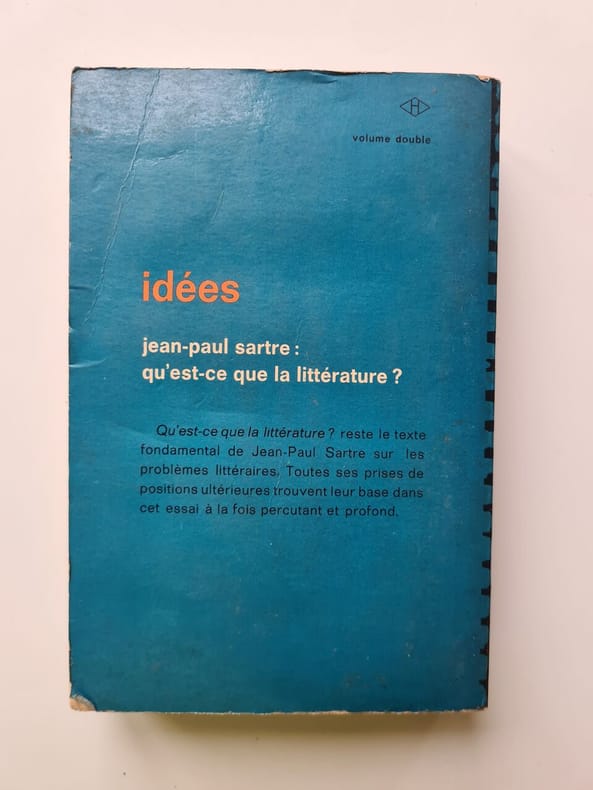 H
volume double
idées
jean-paul sartre :
qu'est-ce que la littérature ?
Qu'est-ce que la littérature ? reste le texte
fondamental de Jean-Paul Sartre sur les
problèmes littéraires. Toutes ses prises de
positions ultérieures trouvent leur base dans
cet essai à la fois percutant et profond.